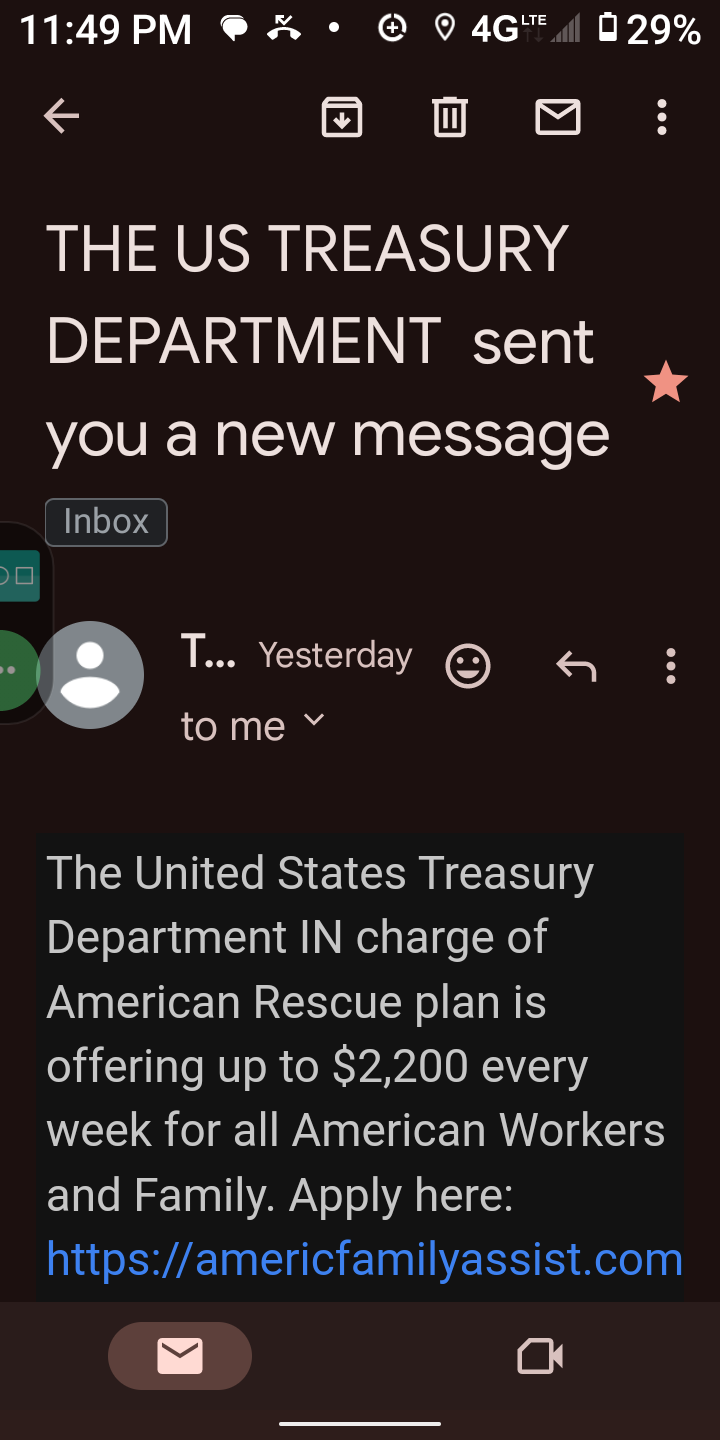 11:49 PM 4G LTE 29%
THE US TREASURY
DEPARTMENT sent
you a new message
Inbox
T... Yesterday
to me
The United States Treasury
Department IN charge of
American Rescue plan is
offering up to $2,200 every
week for all American Workers
and Family. Apply here:
https://americfamilyassist.com